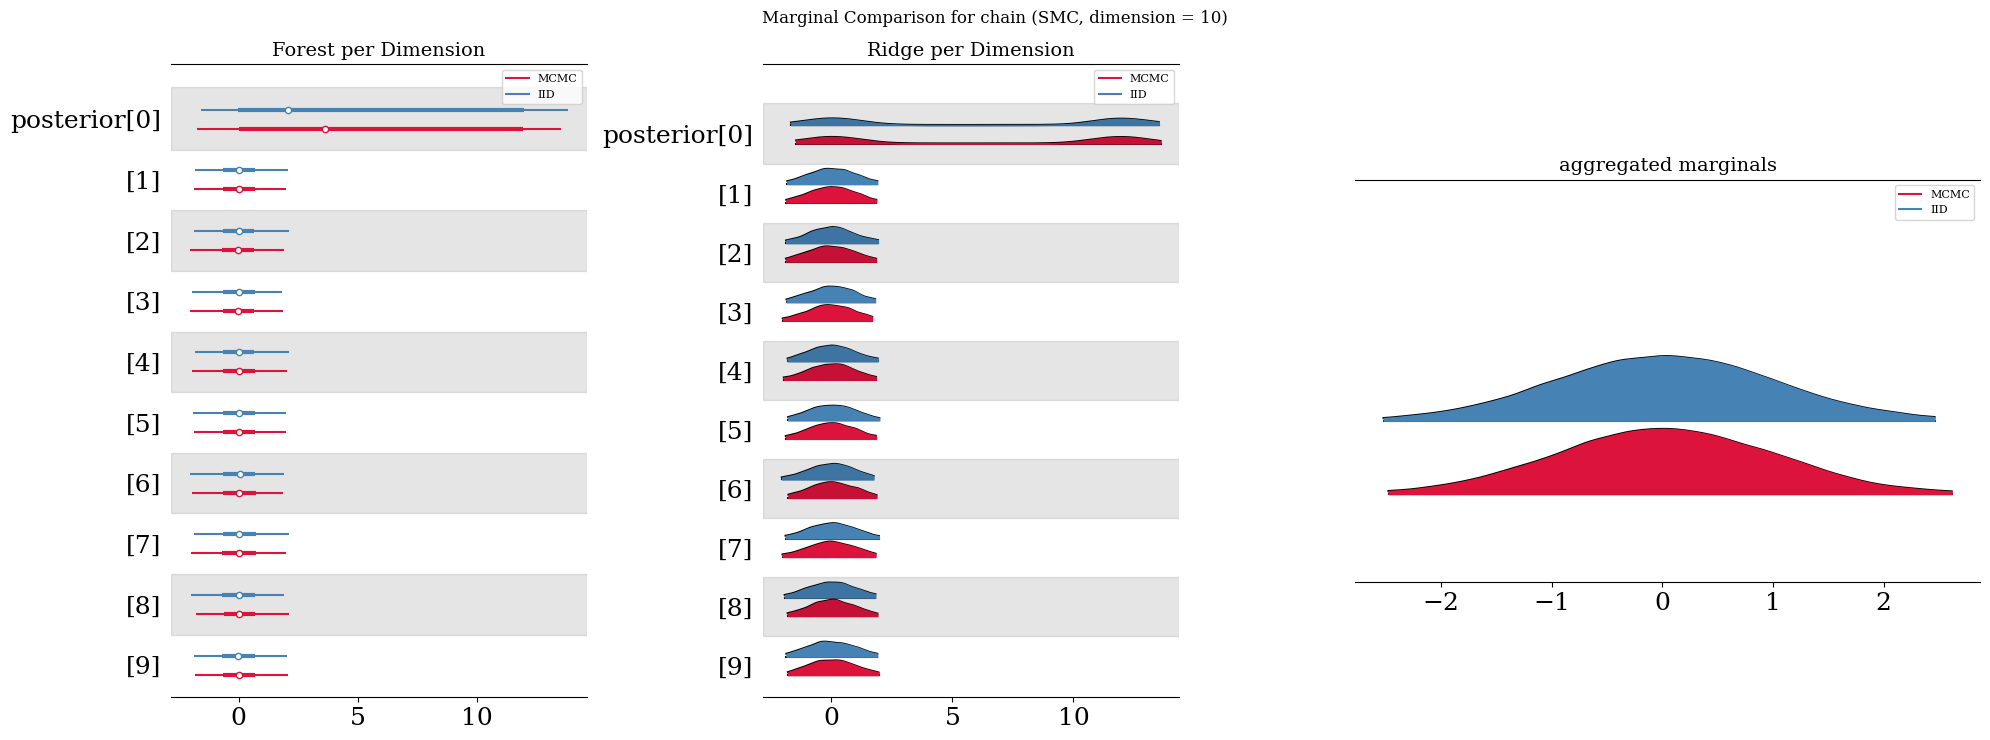 Marginal Comparison for chain (SMC, dimension = 10)
Forest per Dimension
MCMC
IID
posterior[0]
[1]
[2]
[3]
[4]
[5]
[6]
[7]
[8]
[9]
0 5 10
Ridge per Dimension
MCMC
IID
posterior[0]
[1]
[2]
[3]
[4]
[5]
[6]
[7]
[8]
[9]
0 5 10
aggregated marginals
MCMC
IID
−2 −1 0 1 2